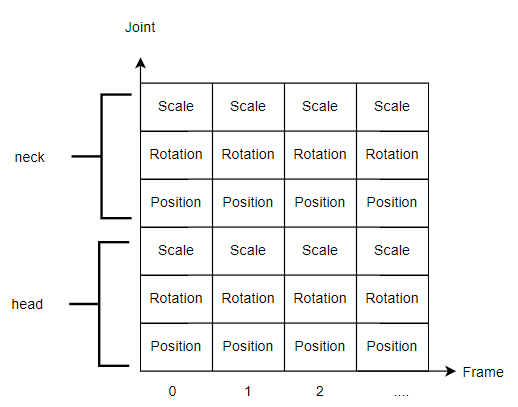 Joint
Scale Scale Scale Scale
neck Rotation Rotation Rotation Rotation
Position Position Position Position
Scale Scale Scale Scale
head Rotation Rotation Rotation Rotation
Position Position Position Position
Frame
0 1 2 ....